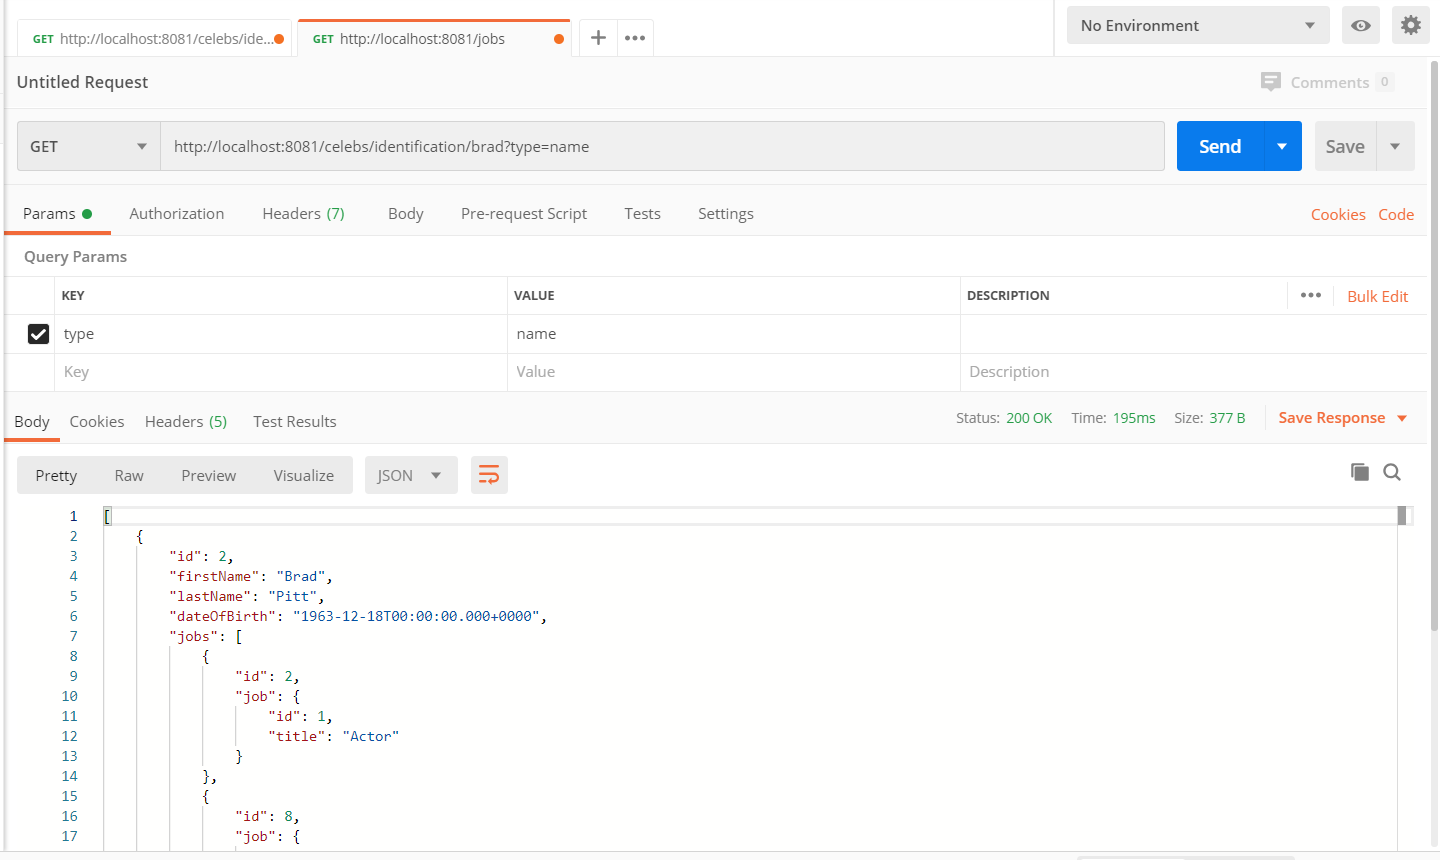 GET http://localhost:8081/celebs/ide... GET http://localhost:8081/jobs No Environment
Untitled Request Comments 0
GET http://localhost:8081/celebs/identification/brad?type=name Send Save
Params Authorization Headers (7) Body Pre-request Script Tests Settings Cookies Code
Query Params
KEY VALUE DESCRIPTION Bulk Edit
type name
Key Value Description
Body Cookies Headers (5) Test Results Status: 200 OK Time: 195ms Size: 377 B Save Response
Pretty Raw Preview Visualize JSON
1 [
2 {
3 "id": 2,
4 "firstName": "Brad",
5 "lastName": "Pitt",
6 "dateOfBirth": "1963-12-18T00:00:00.000+0000",
7 "jobs": [
8 {
9 "id": 2,
10 "job": {
11 "id": 1,
12 "title": "Actor"
13 }
14 },
15 {
16 "id": 8,
17 "job": {